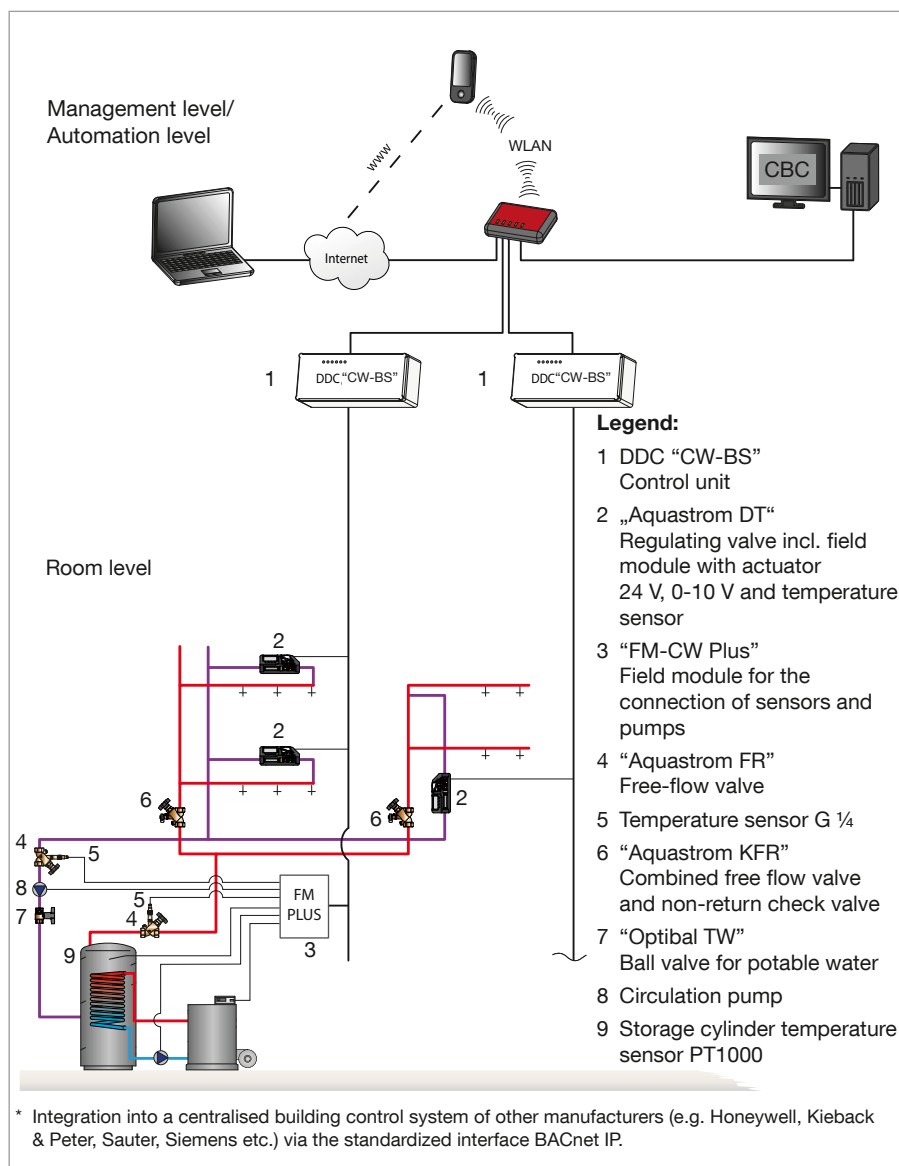 Management level/
Automation level
WLAN
www
CBC
Internet
1
DDC "CW-BS"
1
DDC "CW-BS"
Legend:
1 DDC “CW-BS”
Control unit
2 „Aquastrom DT“
Regulating valve incl. field
module with actuator
24 V, 0-10 V and temperature
sensor
3 “FM-CW Plus”
Field module for the
connection of sensors and
pumps
4 “Aquastrom FR”
Free-flow valve
5 Temperature sensor G ¼
6 “Aquastrom KFR”
Combined free flow valve
and non-return check valve
7 “Optibal TW”
Ball valve for potable water
8 Circulation pump
9 Storage cylinder temperature
sensor PT1000
Room level
2
2
6
6
2
4
5
8
7
5
4
FM
PLUS
3
9
* Integration into a centralised building control system of other manufacturers (e.g. Honeywell, Kieback
& Peter, Sauter, Siemens etc.) via the standardized interface BACnet IP.